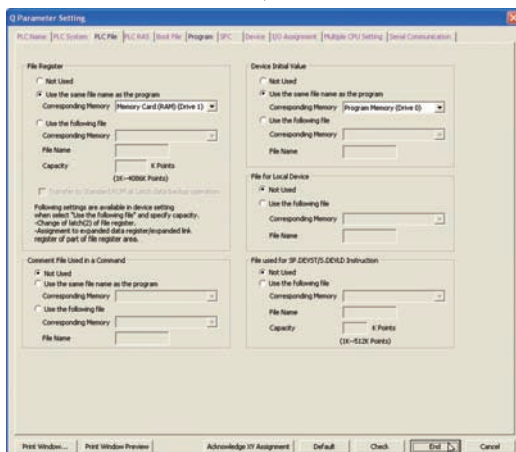 Q Parameter Setting
PLC Name PLC System PLC File PLC RAS Boot File Program SFC Device I/O Assignment Multiple CPU Setting Serial Communication
File Register
Not Used
Use the same file name as the program
Corresponding Memory Memory Card (RAM) (Drive 1)
Use the following file
Corresponding Memory
File Name
Capacity K Points
(1K~4086K Points)
Transfer to Standard ROM at Latch data backup operation
Following settings are available in device setting
when select "Use the following file" and specify capacity.
-Change of latch(2) of file register.
-Assignment to expanded data register/expanded link
register of part of file register area.
Comment File Used in a Command
Not Used
Use the same file name as the program
Corresponding Memory
Use the following file
Corresponding Memory
File Name
Device Initial Value
Not Used
Use the same file name as the program
Corresponding Memory Program Memory (Drive 0)
Use the following file
Corresponding Memory
File Name
File for Local Device
Not Used
Use the following file
Corresponding Memory
File Name
File used for SP.DEVST/S.DEVLD Instruction
Not Used
Use the following file
Corresponding Memory
File Name
Capacity K Points
(1K~512K Points)
Print Window... Print Window Preview Acknowledge XY Assignment Default Check End Cancel